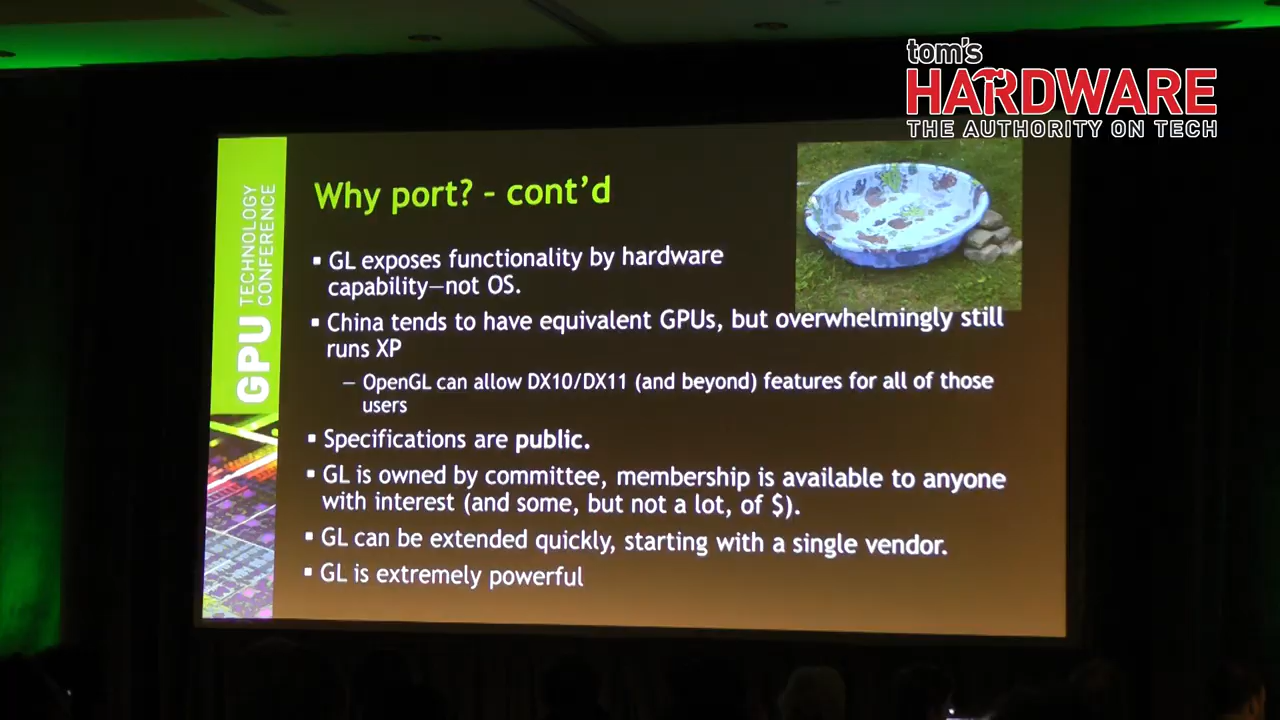 tom's
HARDWARE
THE AUTHORITY ON TECH
GPU TECHNOLOGY
CONFERENCE
Why port? – cont'd
▪ GL exposes functionality by hardware
capability—not OS.
▪ China tends to have equivalent GPUs, but overwhelmingly still
runs XP
– OpenGL can allow DX10/DX11 (and beyond) features for all of those
users
▪ Specifications are public.
▪ GL is owned by committee, membership is available to anyone
with interest (and some, but not a lot, of $).
▪ GL can be extended quickly, starting with a single vendor.
▪ GL is extremely powerful